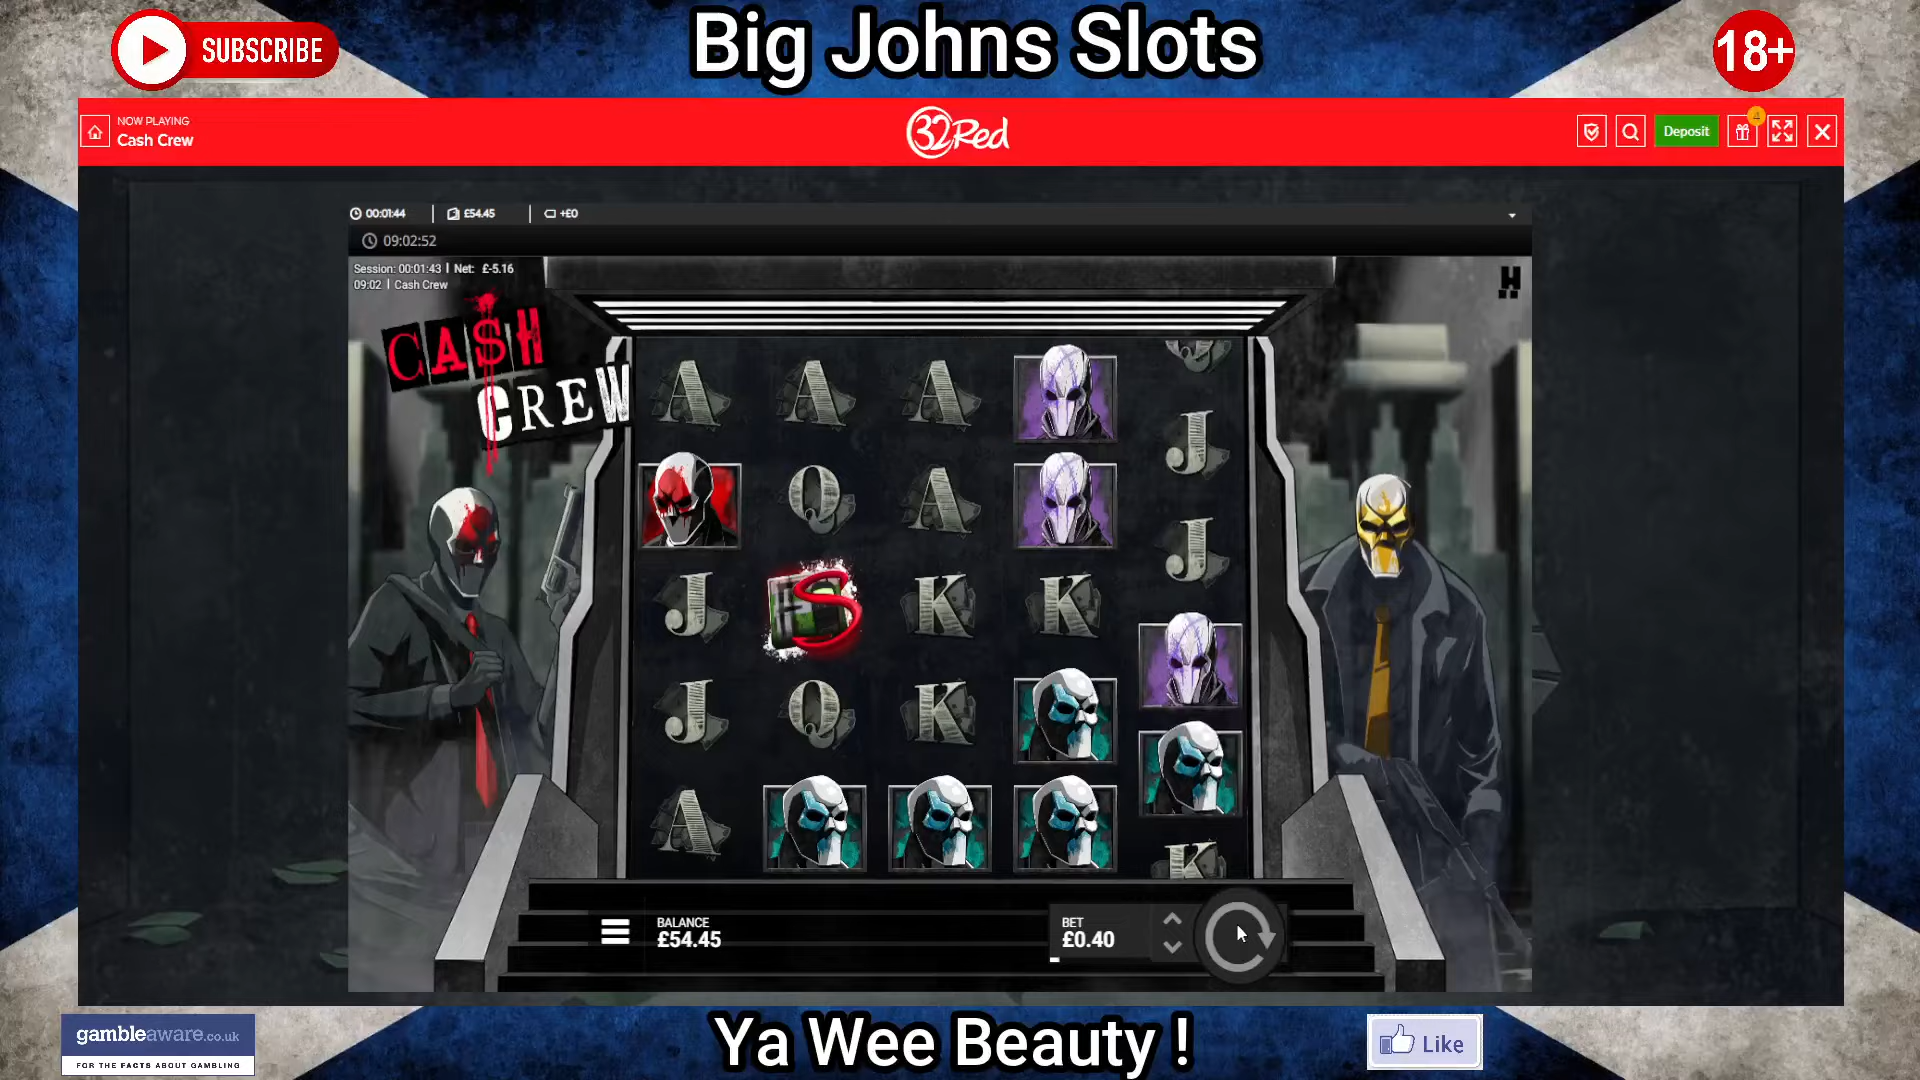 SUBSCRIBE
Big Johns Slots
18+
NOW PLAYING
Cash Crew
32Red
Deposit
4
00:01:44
£54.45
+£0
09:02:52
Session: 00:01:43 | Net: £-5.16
09:02 | Cash Crew
CA$H
CREW
A A A
J
Q A
J
J S K K
J Q K
A
K
BALANCE
£54.45
BET
£0.40
gambleaware.co.uk
FOR THE FACTS ABOUT GAMBLING
Ya Wee Beauty !
Like